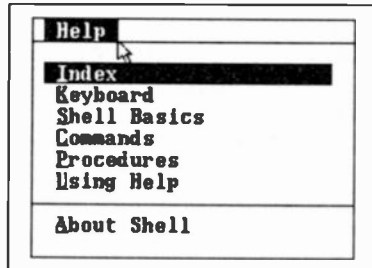 Help
Index
Keyboard
Shell Basics
Commands
Procedures
Using Help
About Shell